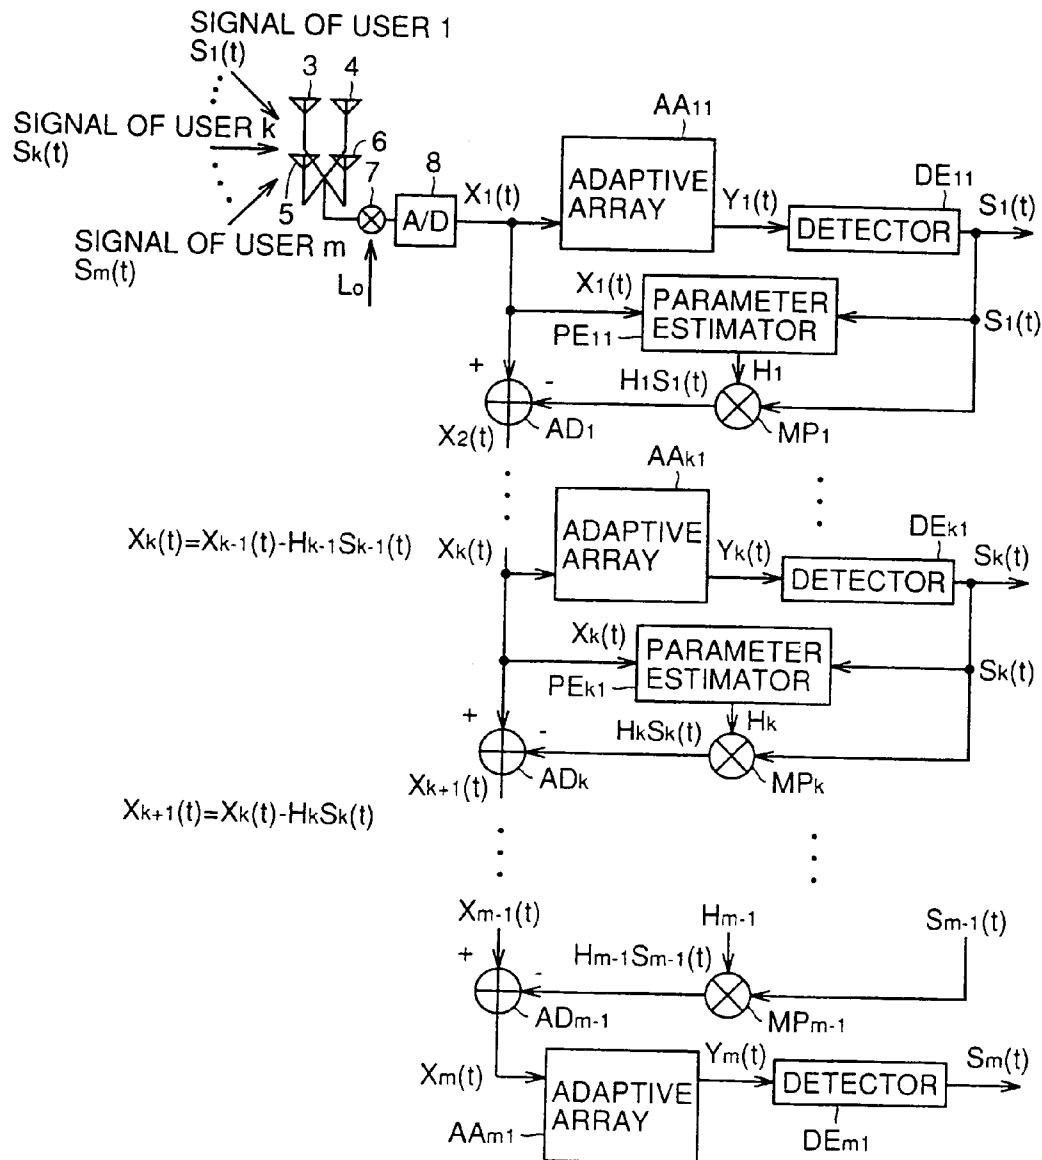 SIGNAL OF USER 1
S1(t)
3
4
SIGNAL OF USER k
Sk(t)
5
6
7
8
A/D
X1(t)
SIGNAL OF USER m
Sm(t)
Lo
AA11
ADAPTIVE
ARRAY
Y1(t)
DE11
DETECTOR
S1(t)
X1(t)
PARAMETER
ESTIMATOR
PE11
S1(t)
+
-
H1S1(t)
H1
AD1
MP1
X2(t)
AAk1
Xk(t)=Xk-1(t)-Hk-1Sk-1(t)
Xk(t)
ADAPTIVE
ARRAY
Yk(t)
DEk1
DETECTOR
Sk(t)
Xk(t)
PARAMETER
ESTIMATOR
PEk1
Sk(t)
+
-
HkSk(t)
Hk
ADk
MPk
Xk+1(t)
Xk+1(t)=Xk(t)-HkSk(t)
Xm-1(t)
Hm-1
Sm-1(t)
+
-
Hm-1Sm-1(t)
ADm-1
MPm-1
Xm(t)
ADAPTIVE
ARRAY
AAm1
Ym(t)
DETECTOR
Sm(t)
DEm1